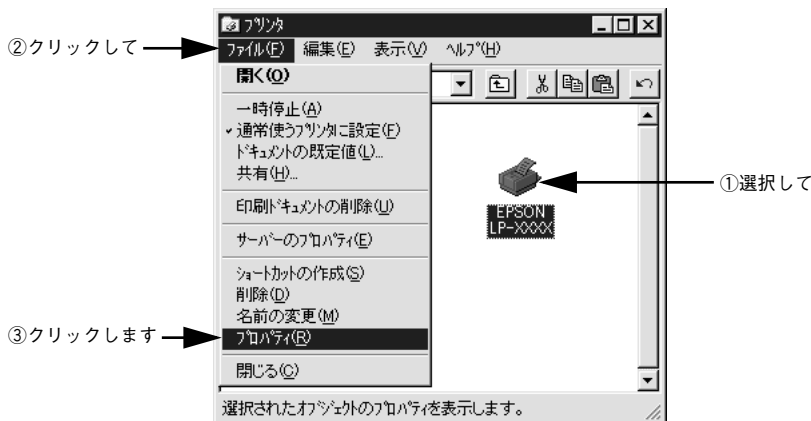 プリンタ
②クリックして
ファイル(F) 編集(E) 表示(V) ヘルプ(H)
開く(O)
一時停止(A)
通常使うプリンタに設定(F)
ドキュメントの既定値(L)...
共有(H)...
①選択して
印刷ドキュメントの削除(U)
EPSON
LP-XXXX
サーバーのプロパティ(E)
ショートカットの作成(S)
削除(D)
名前の変更(M)
③クリックします
プロパティ(R)
閉じる(C)
選択されたオブジェクトのプロパティを表示します。